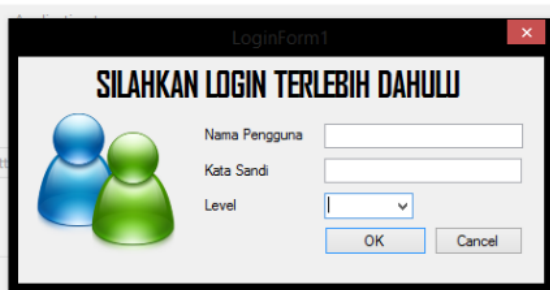 LoginForm1
SILAHKAN LOGIN TERLEBIH DAHULU
Nama Pengguna
Kata Sandi
Level
OK Cancel